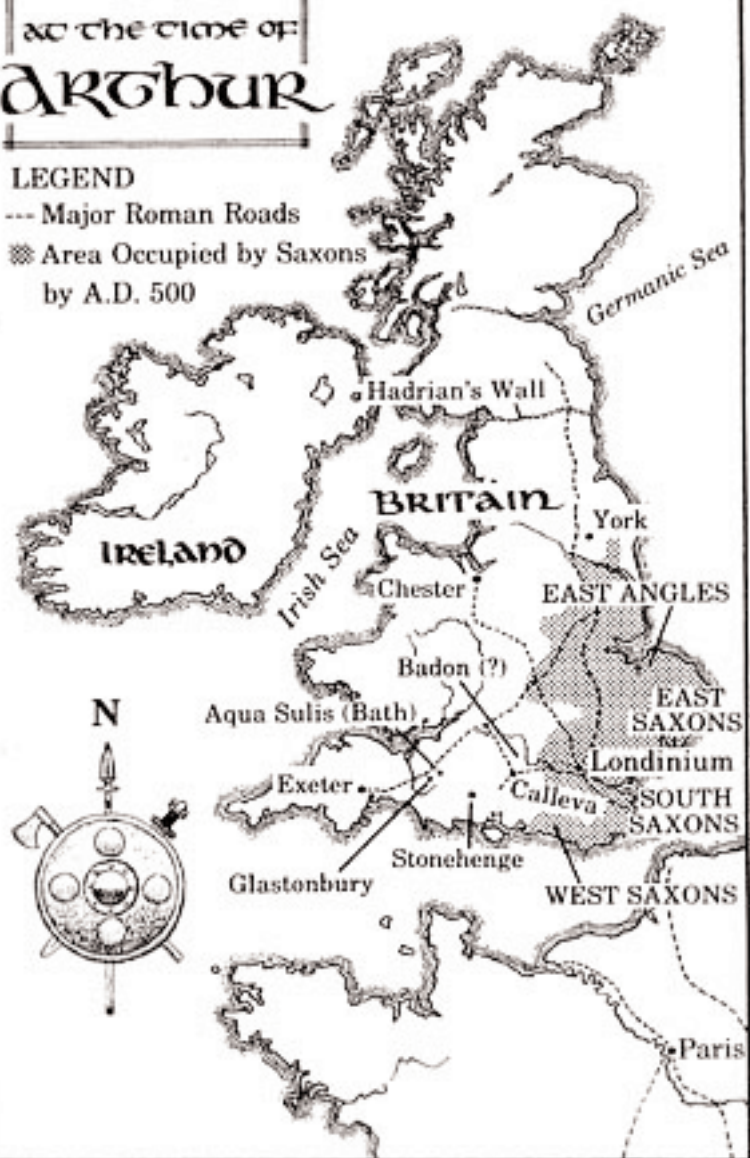 AT THE TIME OF
ARTHUR
LEGEND
--- Major Roman Roads
Area Occupied by Saxons
by A.D. 500
Germanic Sea
Hadrian's Wall
BRITAIN
York
IRELAND
Irish Sea
Chester
EAST ANGLES
Badon (?)
N
Aqua Sulis (Bath)
EAST
SAXONS
Londinium
Exeter
Calleva
SOUTH
SAXONS
Stonehenge
Glastonbury
WEST SAXONS
Paris